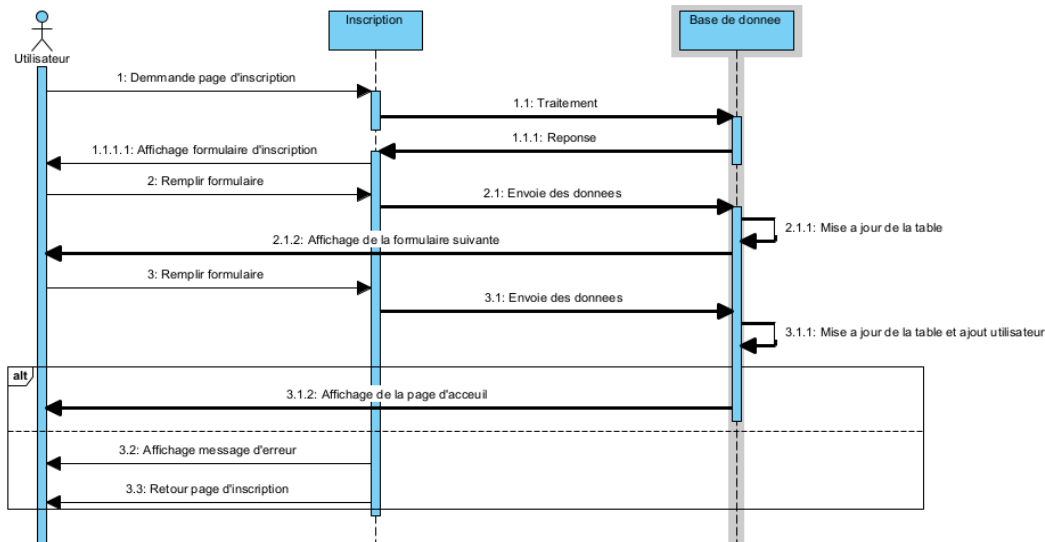 Inscription
Base de donnee
Utilisateur
1: Demmande page d'inscription
1.1: Traitement
1.1.1: Reponse
1.1.1.1: Affichage formulaire d'inscription
2: Remplir formulaire
2.1: Envoie des donnees
2.1.1: Mise a jour de la table
2.1.2: Affichage de la formulaire suivante
3: Remplir formulaire
3.1: Envoie des donnees
3.1.1: Mise a jour de la table et ajout utilisateur
alt
3.1.2: Affichage de la page d'acceuil
3.2: Affichage message d'erreur
3.3: Retour page d'inscription